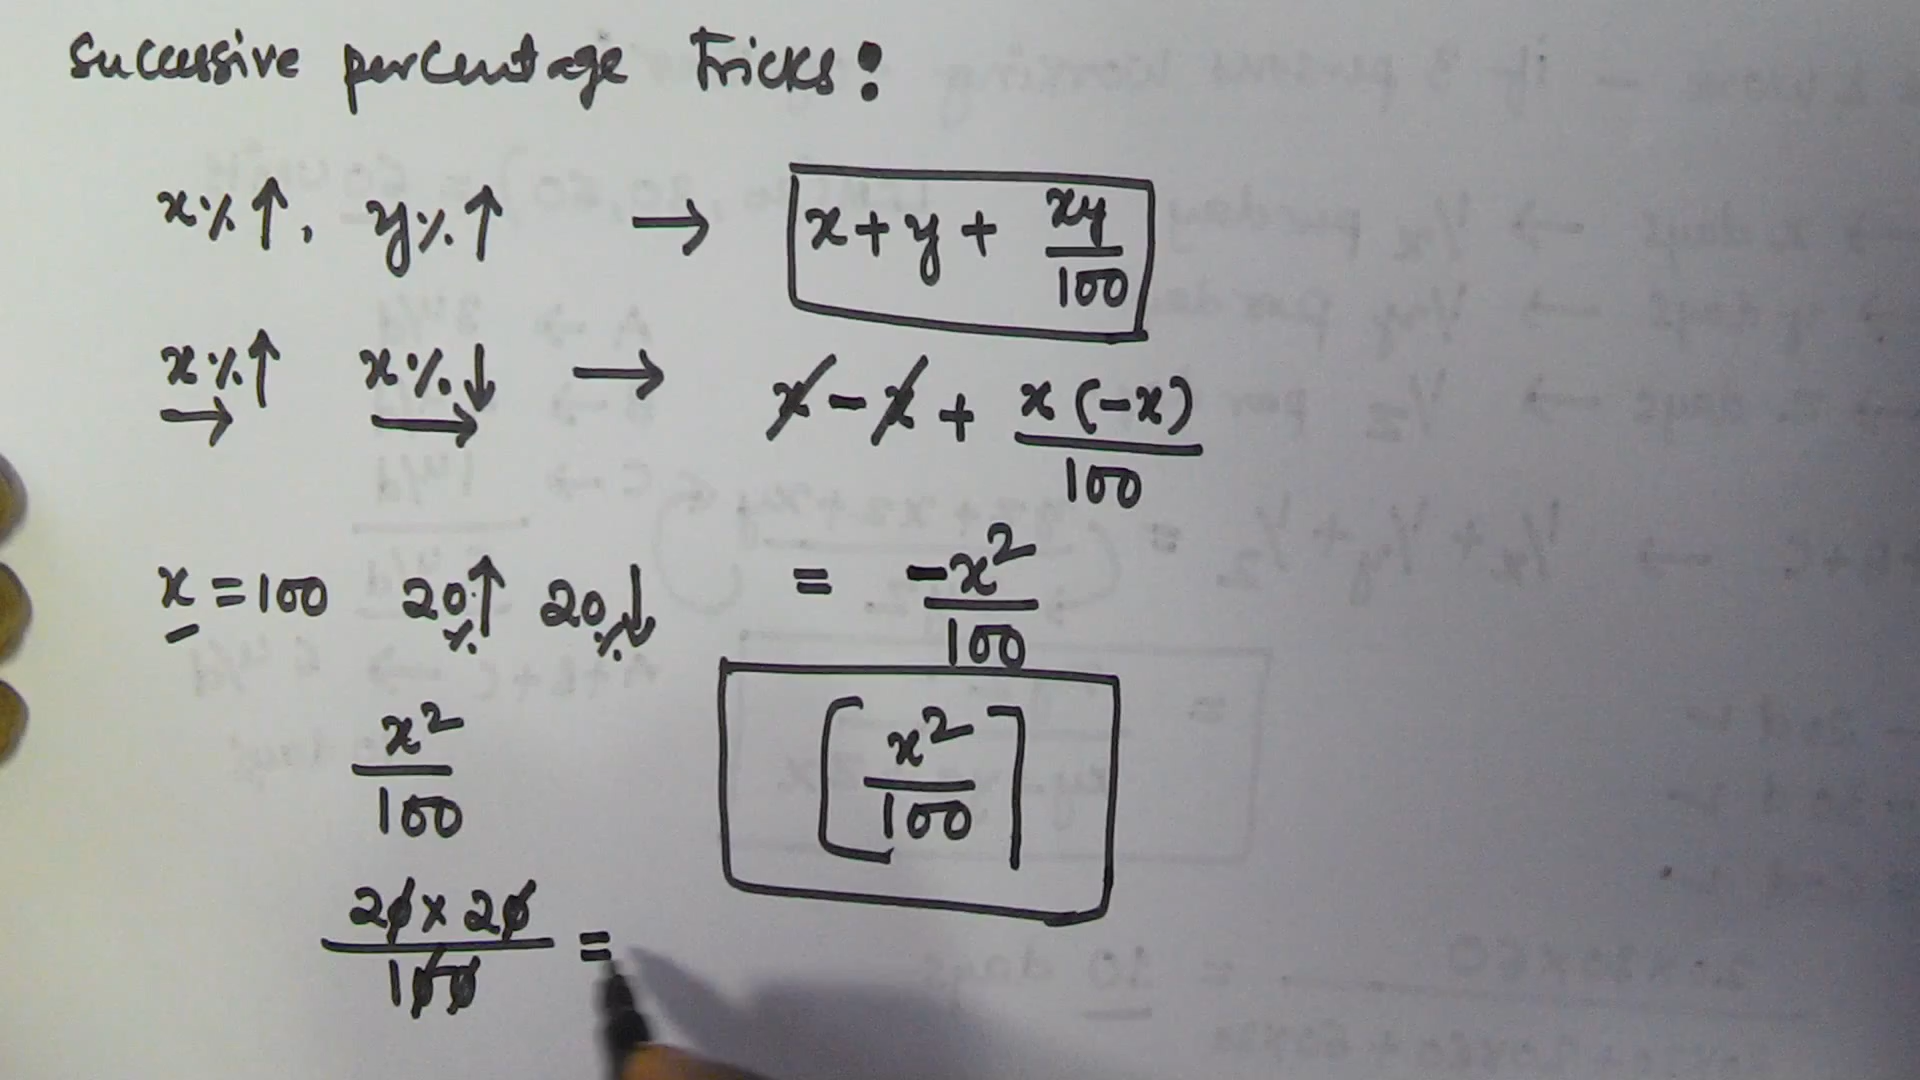 Successive percentage Tricks:
x%↑, y%↑ → x+y+ xy/100
x%↑ x%↓ → x-x+ x(-x)/100
x=100 20%↑ 20%↓ = -x²/100
x²/100 [x²/100]
20×20/100 =